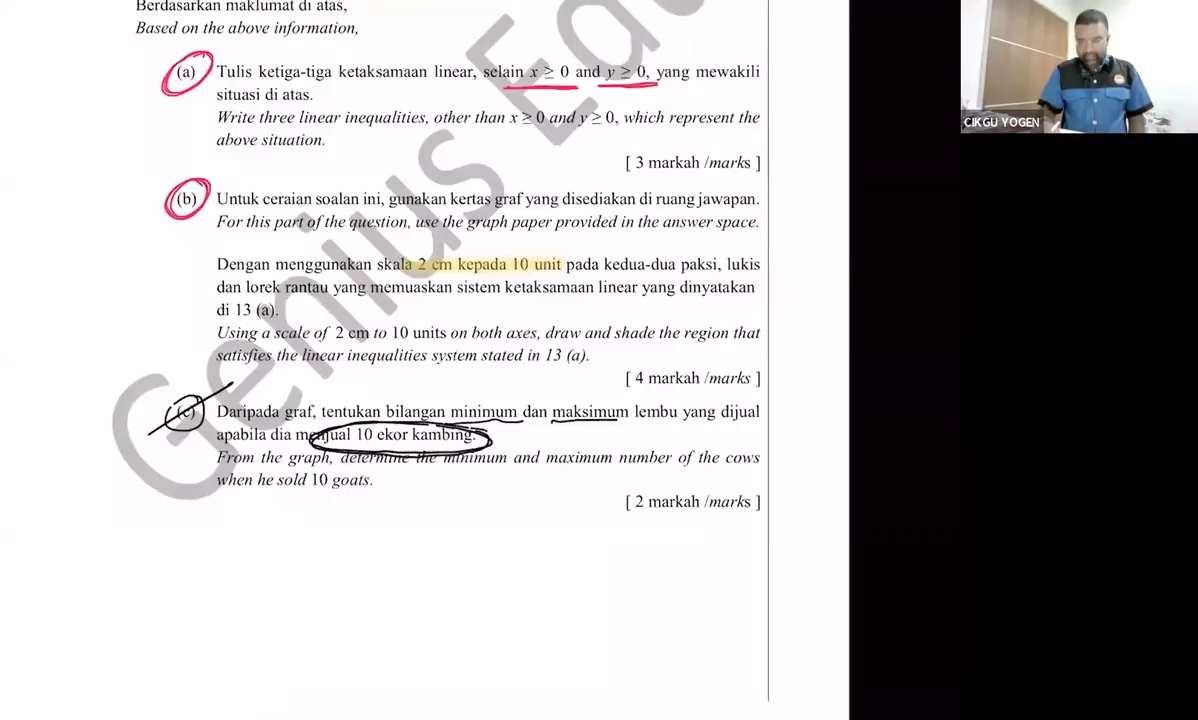 Berdasarkan maklumat di atas,
Based on the above information,
(a) Tulis ketiga-tiga ketaksamaan linear, selain x ≥ 0 and y ≥ 0, yang mewakili
situasi di atas.
Write three linear inequalities, other than x ≥ 0 and y ≥ 0, which represent the
above situation.
[ 3 markah /marks ]
(b) Untuk ceraian soalan ini, gunakan kertas graf yang disediakan di ruang jawapan.
For this part of the question, use the graph paper provided in the answer space.
Dengan menggunakan skala 2 cm kepada 10 unit pada kedua-dua paksi, lukis
dan lorek rantau yang memuaskan sistem ketaksamaan linear yang dinyatakan
di 13 (a).
Using a scale of 2 cm to 10 units on both axes, draw and shade the region that
satisfies the linear inequalities system stated in 13 (a).
[ 4 markah /marks ]
(c) Daripada graf, tentukan bilangan minimum dan maksimum lembu yang dijual
apabila dia menjual 10 ekor kambing.
From the graph, determine the minimum and maximum number of the cows
when he sold 10 goats.
[ 2 markah /marks ]
Genius Ed
CIKGU YOGEN